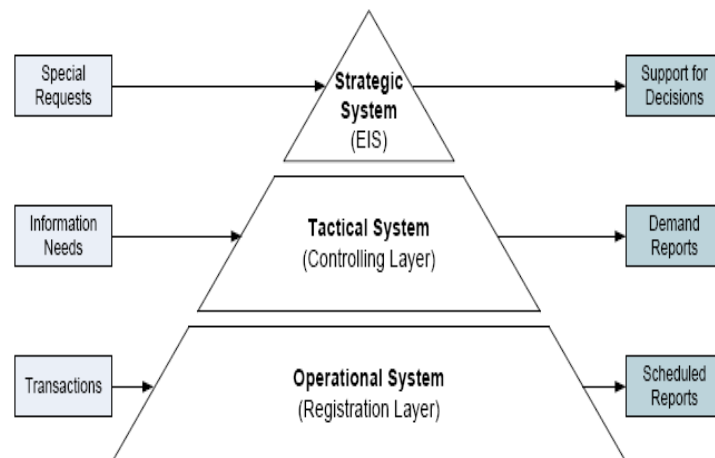 Special
Requests
Strategic
System
(EIS)
Support for
Decisions
Information
Needs
Tactical System
(Controlling Layer)
Demand
Reports
Transactions
Operational System
(Registration Layer)
Scheduled
Reports